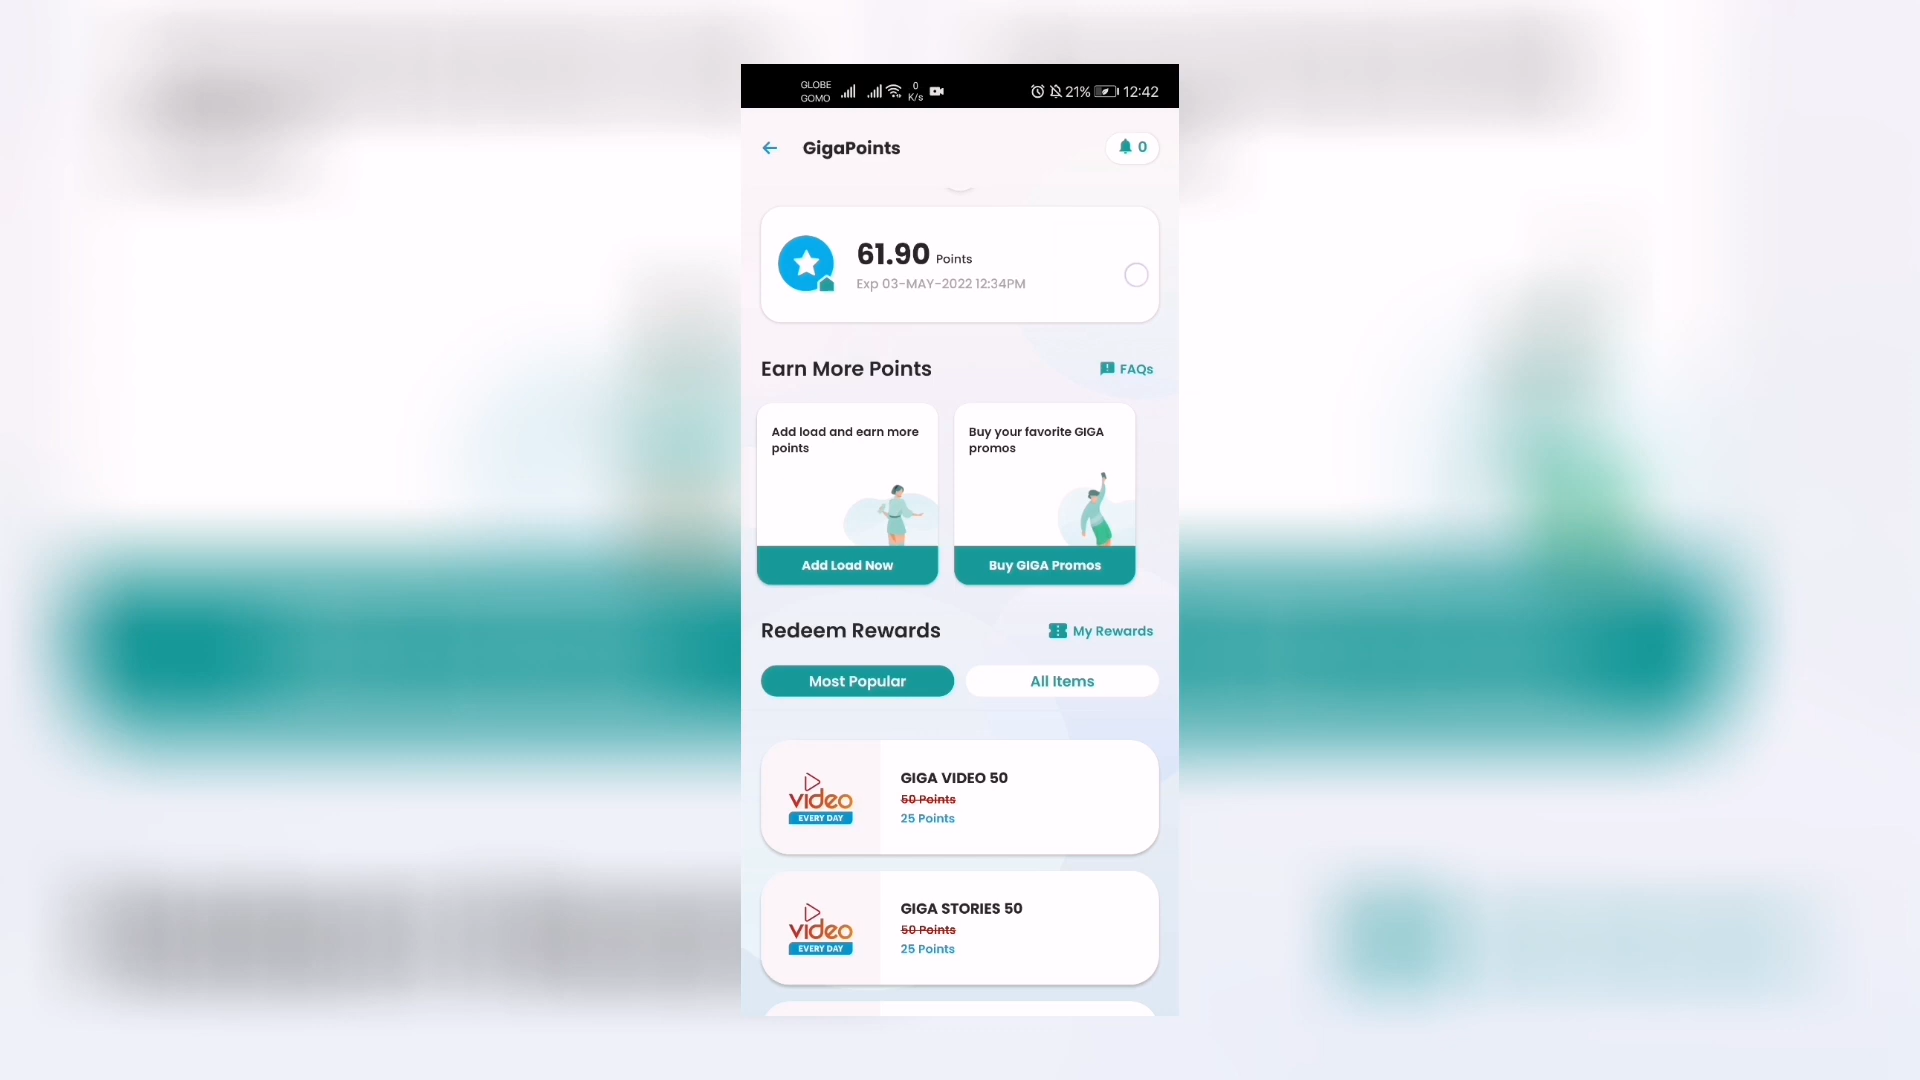 GLOBE
GOMO
0
K/s
21%
12:42
GigaPoints
0
61.90 Points
Exp 03-MAY-2022 12:34PM
Earn More Points
FAQs
Add load and earn more
points
Add Load Now
Buy your favorite GIGA
promos
Buy GIGA Promos
Redeem Rewards
My Rewards
Most Popular
All Items
video
EVERY DAY
GIGA VIDEO 50
50 Points
25 Points
video
EVERY DAY
GIGA STORIES 50
50 Points
25 Points